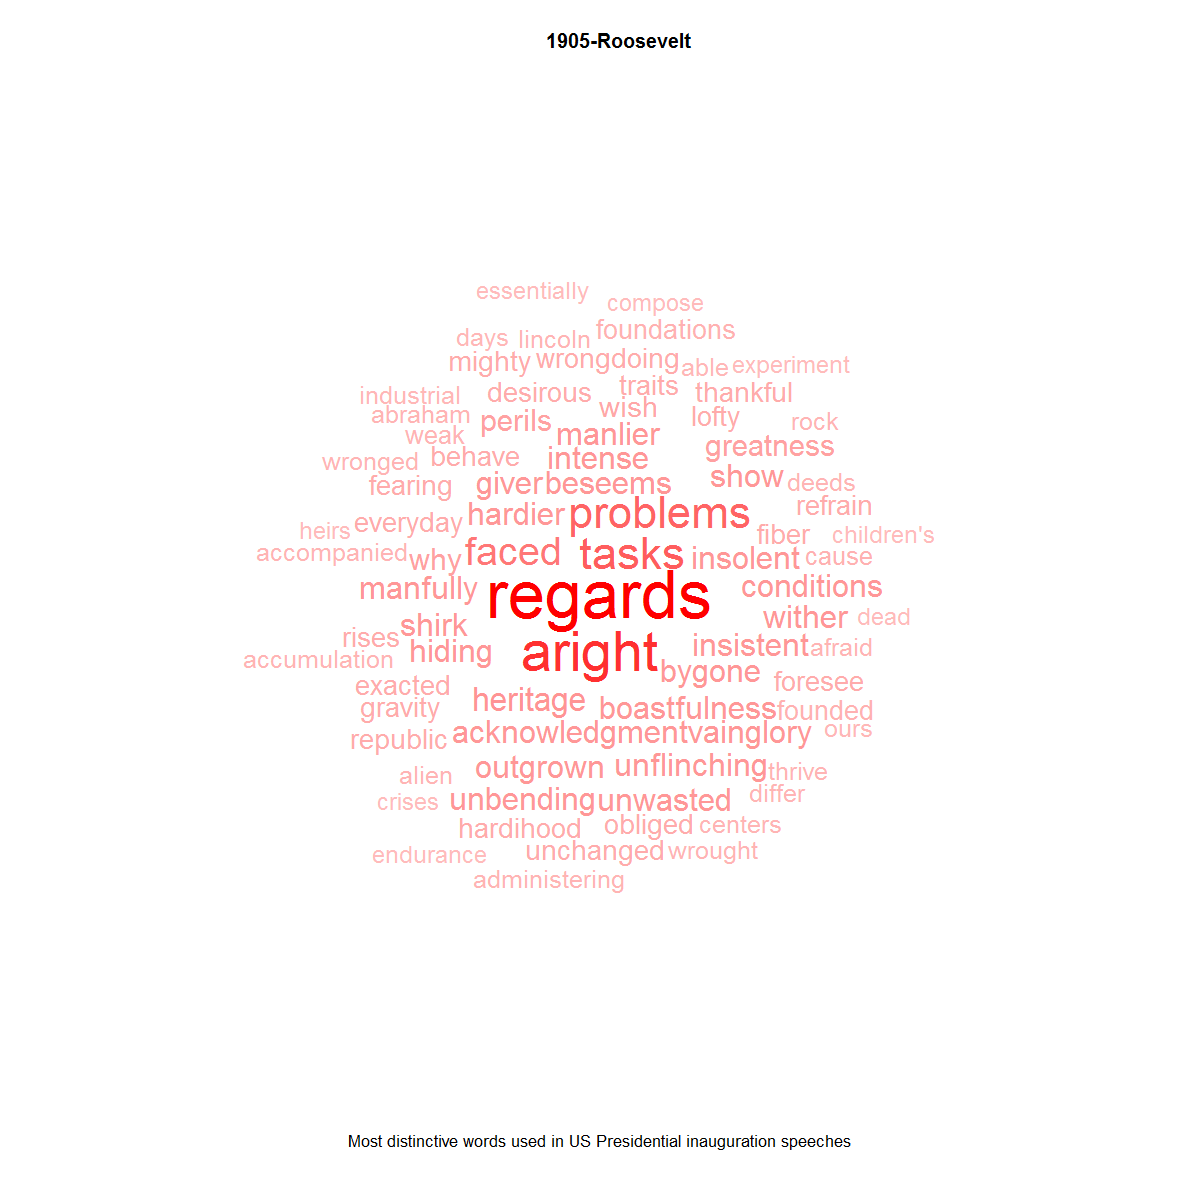 1905-Roosevelt
essentially
compose
days lincoln foundations
mighty wrongdoing able experiment
industrial desirous traits thankful
abraham perils wish lofty rock
weak manlier greatness
wronged behave intense show deeds
fearing giver beseems refrain
heirs everyday hardier problems fiber children's
accompanied why faced tasks insolent cause
manfully regards conditions
shirk wither dead
rises hiding aright insistent afraid
accumulation bygone
exacted heritage foresee
gravity boastfulness founded
republic acknowledgment vainglory ours
alien outgrown unflinching thrive
crises unbending unwasted differ
hardihood obliged centers
endurance unchanged wrought
administering
Most distinctive words used in US Presidential inauguration speeches